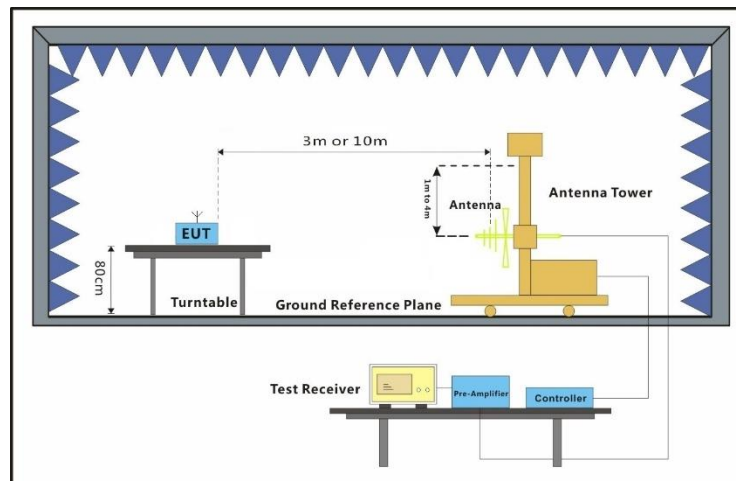 3m or 10m
1m to 4m
Antenna
Antenna Tower
EUT
80cm
Turntable
Ground Reference Plane
Test Receiver
Pre-Amplifier
Controller